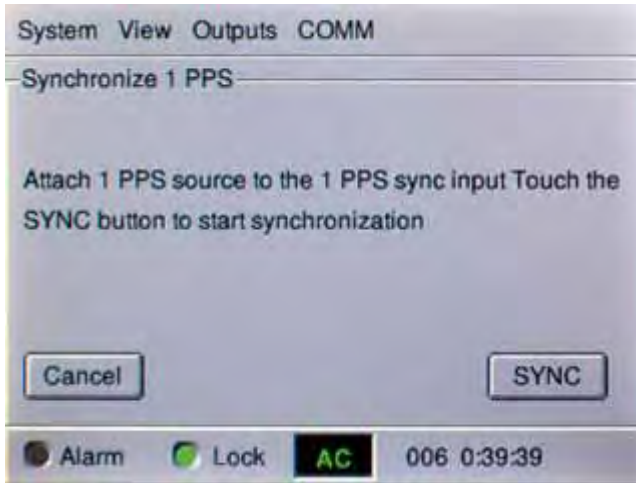 System View Outputs COMM
Synchronize 1 PPS
Attach 1 PPS source to the 1 PPS sync input Touch the
SYNC button to start synchronization
Cancel SYNC
Alarm Lock AC 006 0:39:39